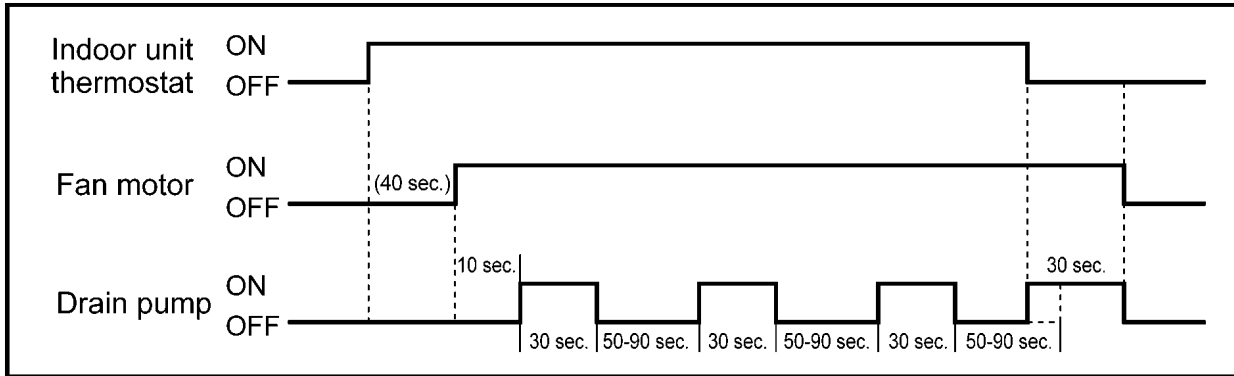 Indoor unit
thermostat
ON
OFF
Fan motor
ON
OFF
(40 sec.)
Drain pump
ON
OFF
10 sec.
30 sec.
30 sec.
50-90 sec.
30 sec.
50-90 sec.
30 sec.
50-90 sec.